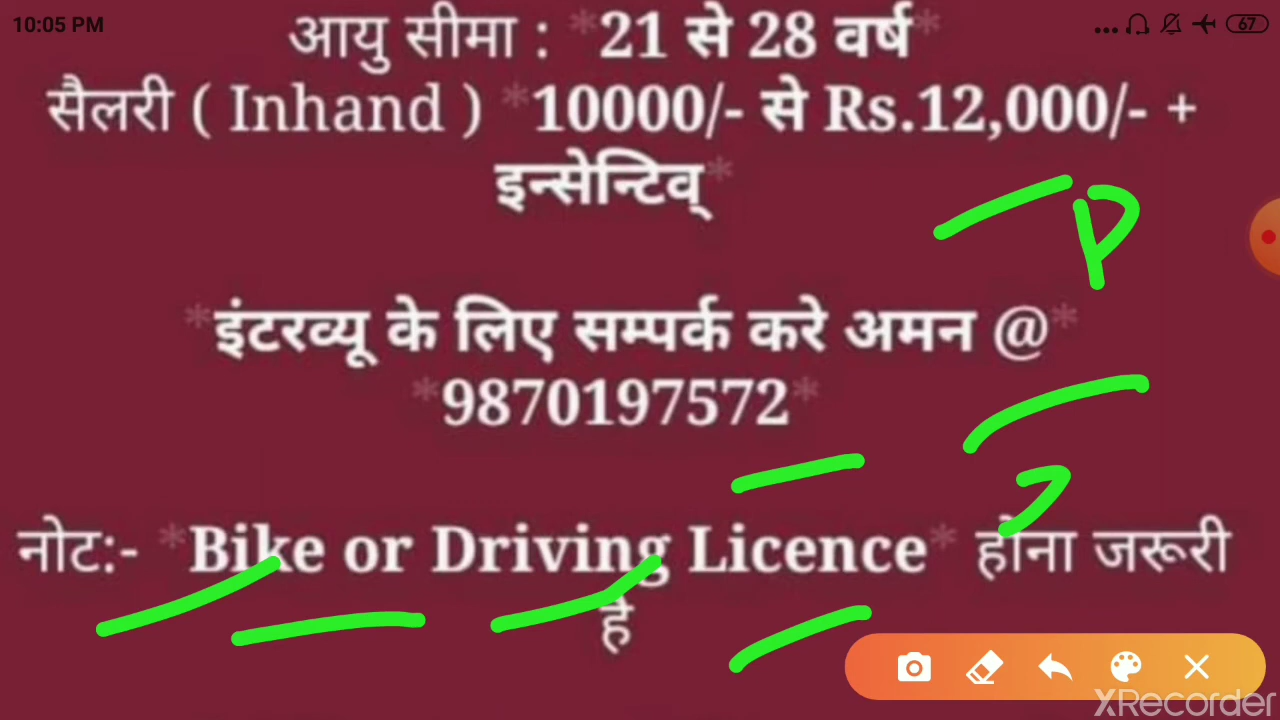 10:05 PM
67
आयु सीमा : *21 से 28 वर्ष*
सैलरी ( Inhand ) *10000/- से Rs.12,000/- +
इन्सेन्टिव्*
P
*इंटरव्यू के लिए सम्पर्क करे अमन @*
*9870197572*
नोट:- *Bike or Driving Licence* होना जरूरी
है
XRecorder